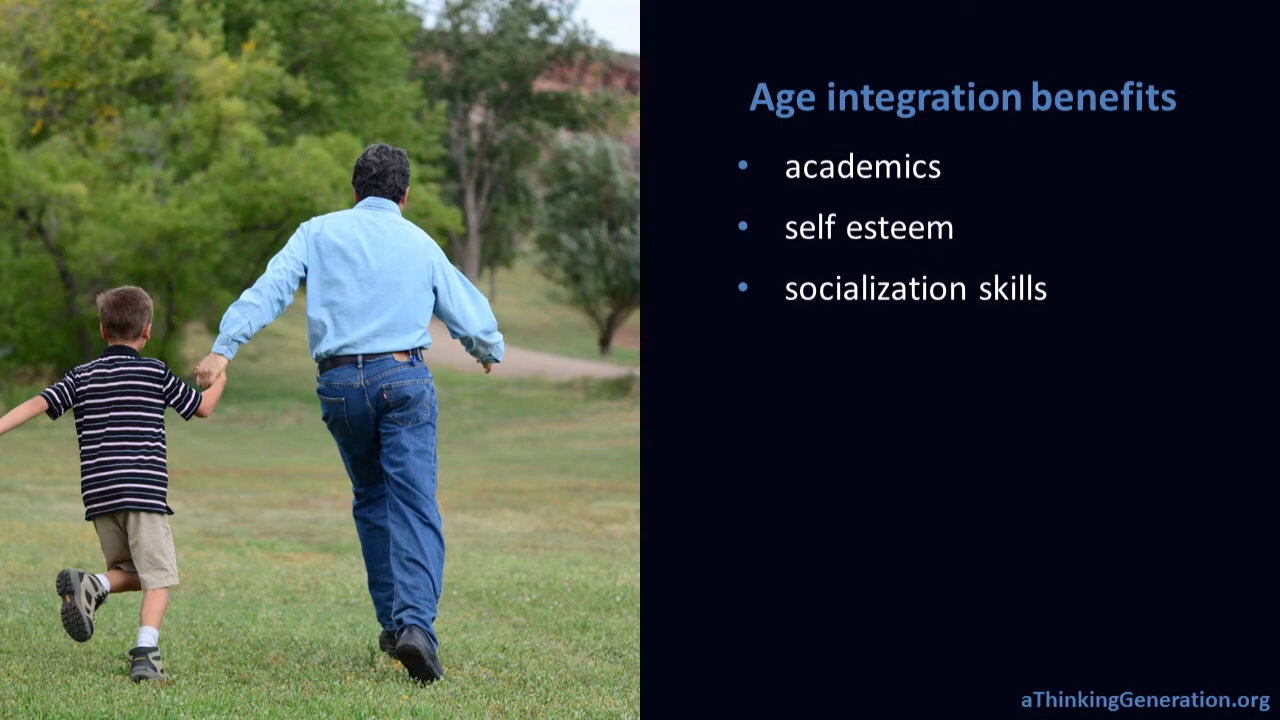 Age integration benefits
• academics
• self esteem
• socialization skills
aThinkingGeneration.org